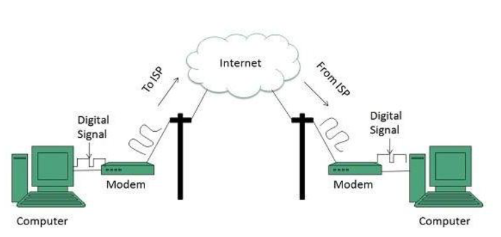 Internet
To ISP
From ISP
Digital
Signal
Digital
Signal
Modem
Modem
Computer
Computer